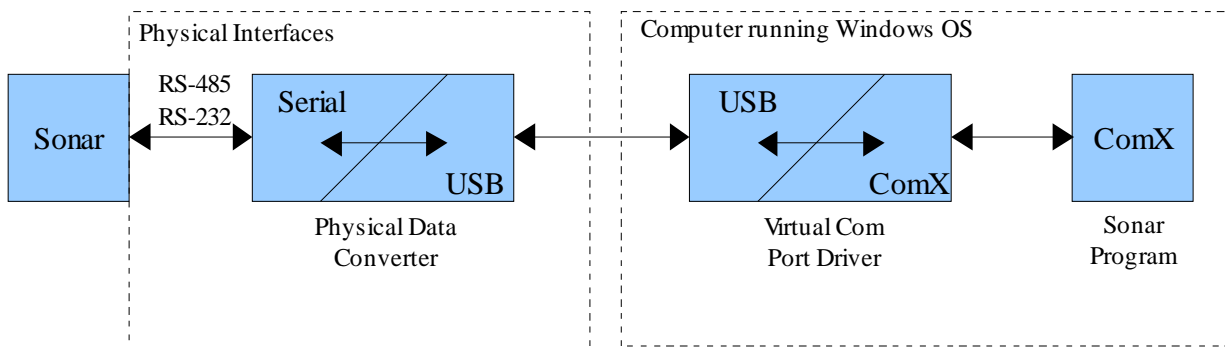 Physical Interfaces
Computer running Windows OS
RS-485
RS-232
Sonar
Serial
USB
USB
ComX
ComX
Physical Data
Converter
Virtual Com
Port Driver
Sonar
Program